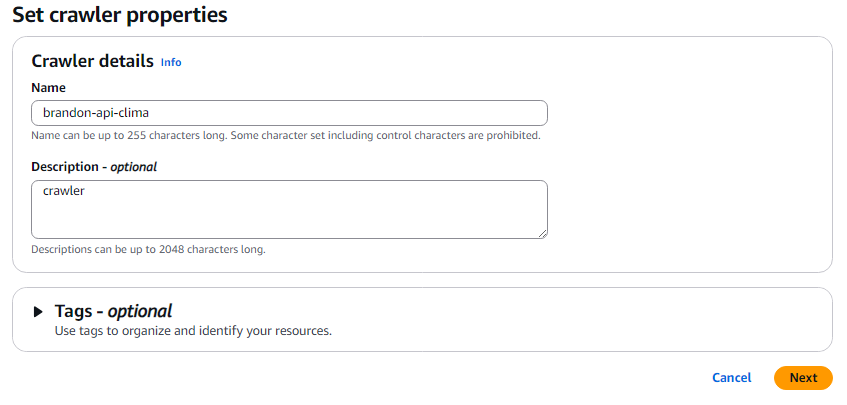 Set crawler properties
Crawler details Info
Name
brandon-api-clima
Name can be up to 255 characters long. Some character set including control characters are prohibited.
Description - optional
crawler
Descriptions can be up to 2048 characters long.
Tags - optional
Use tags to organize and identify your resources.
Cancel Next